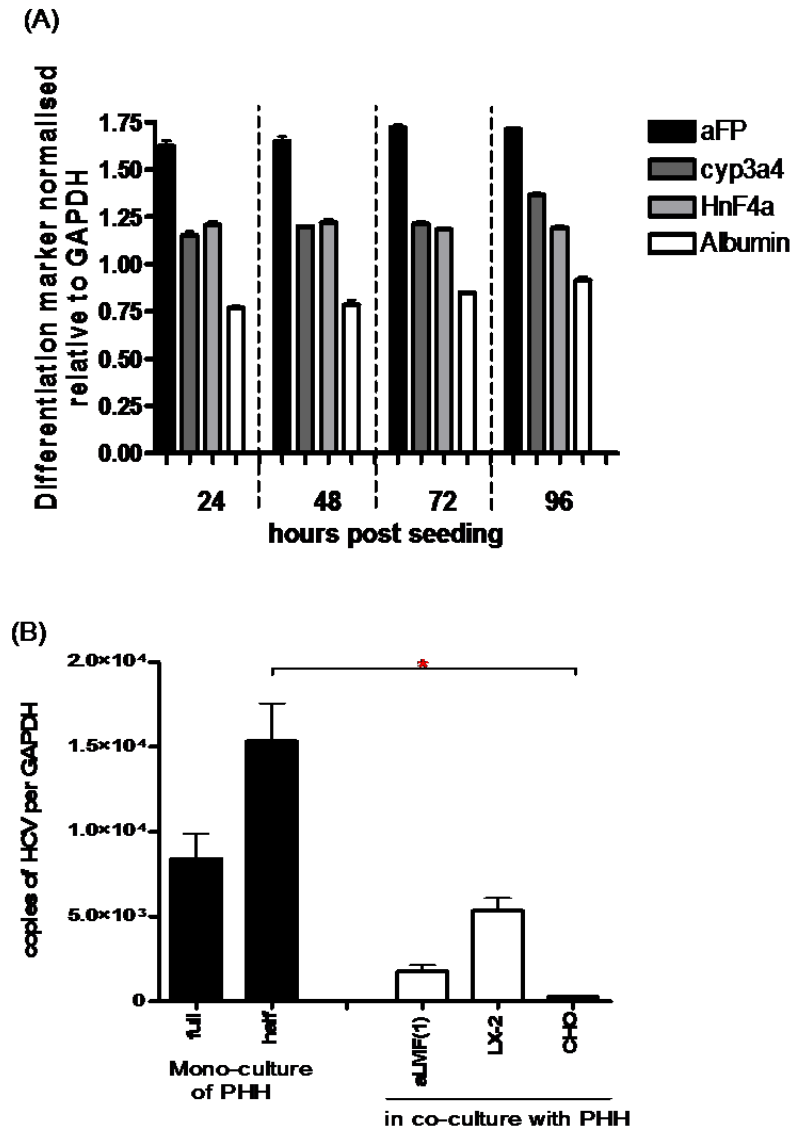 (A)
Differentiation marker normalised
relative to GAPDH
1.75
1.50
1.25
1.00
0.75
0.50
0.25
0.00
24 48 72 96
hours post seeding
aFP
cyp3a4
HnF4a
Albumin
(B)
copies of HCV per GAPDH
2.0×10⁴
1.5×10⁴
1.0×10⁴
5.0×10³
0
*
full
half
aLMF(1)
LX-2
CHO
Mono-culture
of PHH
in co-culture with PHH